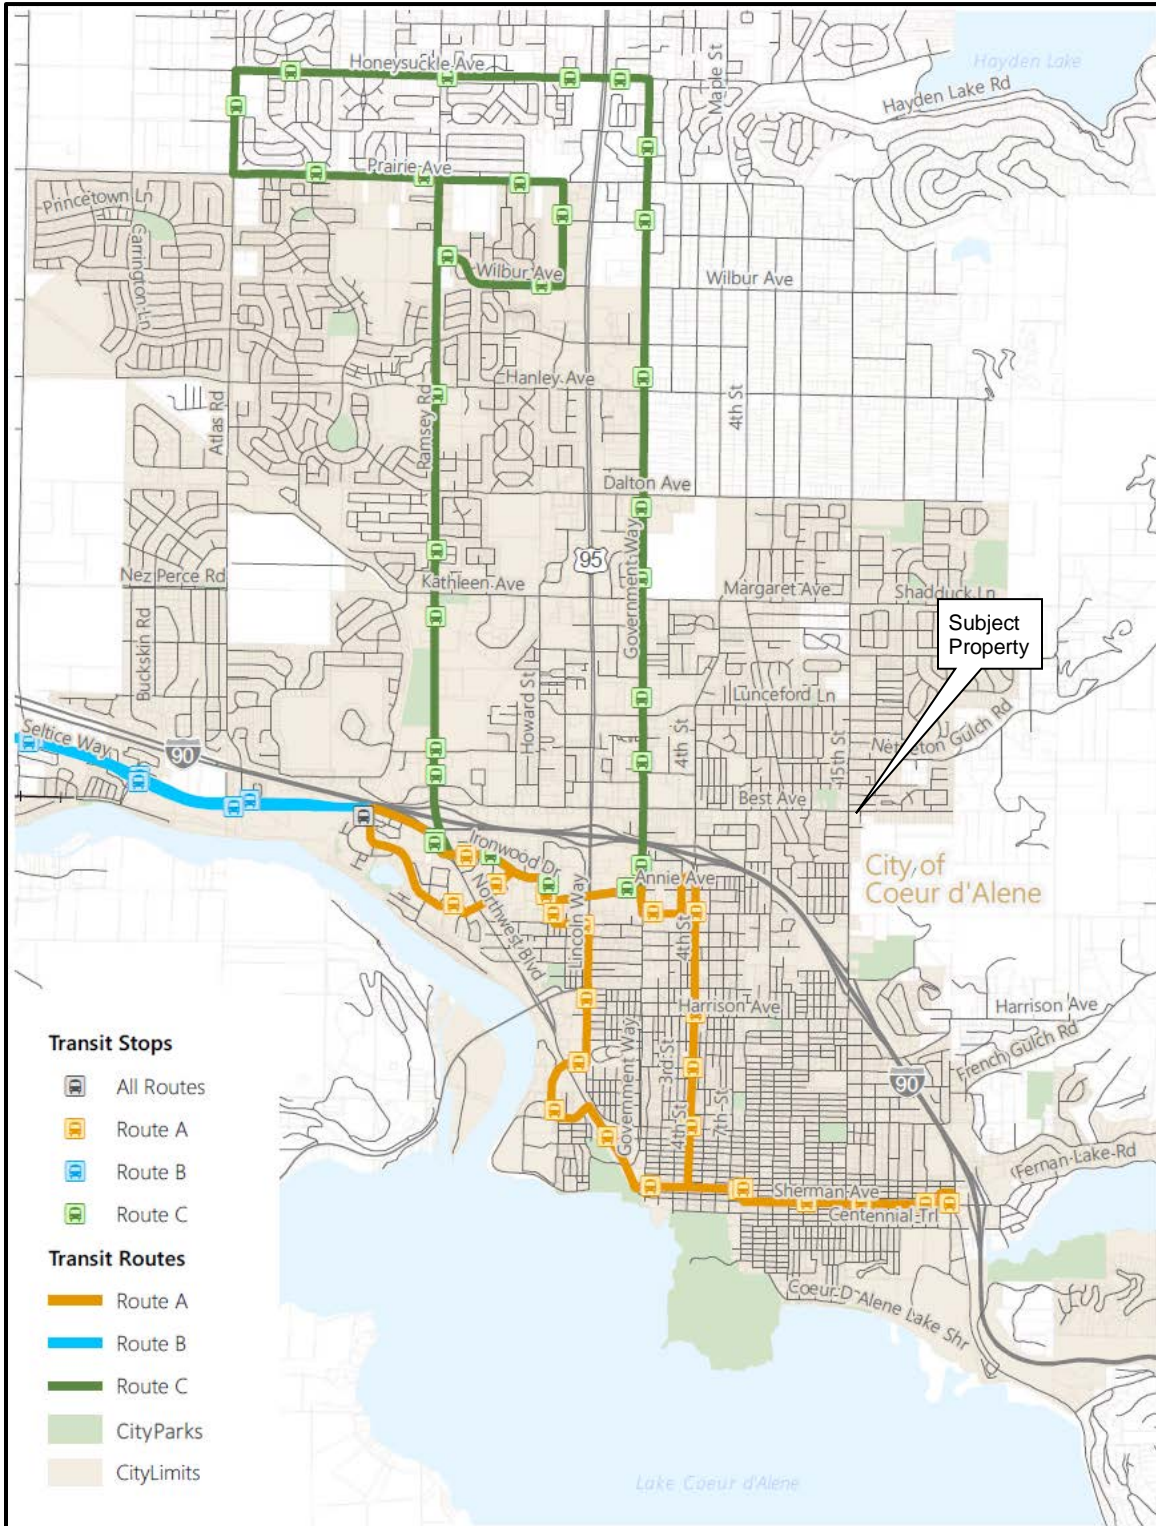 Honeysuckle Ave
Maple St
Hayden Lake
Hayden Lake Rd
Prairie Ave
Princetown Ln
Carrington Ln
Wilbur Ave
Wilbur Ave
Hanley Ave
Atlas Rd
Ramsey Rd
4th St
Dalton Ave
Government Way
95
Nez Perce Rd
Kathleen Ave
Margaret Ave
Shadduck Ln
Subject
Property
Buckskin Rd
Howard St
Lunceford Ln
4th St
15th St
Nettleton Gulch Rd
Seltice Way
90
Best Ave
Ironwood Dr
Annie Ave
City of
Coeur d'Alene
Northwest Blvd
Lincoln Way
4th St
Harrison Ave
Harrison Ave
French Gulch Rd
Government Way
3rd St
4th St
7th St
90
Fernan Lake Rd
Sherman Ave
Centennial Trl
Coeur D Alene Lake Shr
Lake Coeur d'Alene
Transit Stops
All Routes
Route A
Route B
Route C
Transit Routes
Route A
Route B
Route C
CityParks
CityLimits